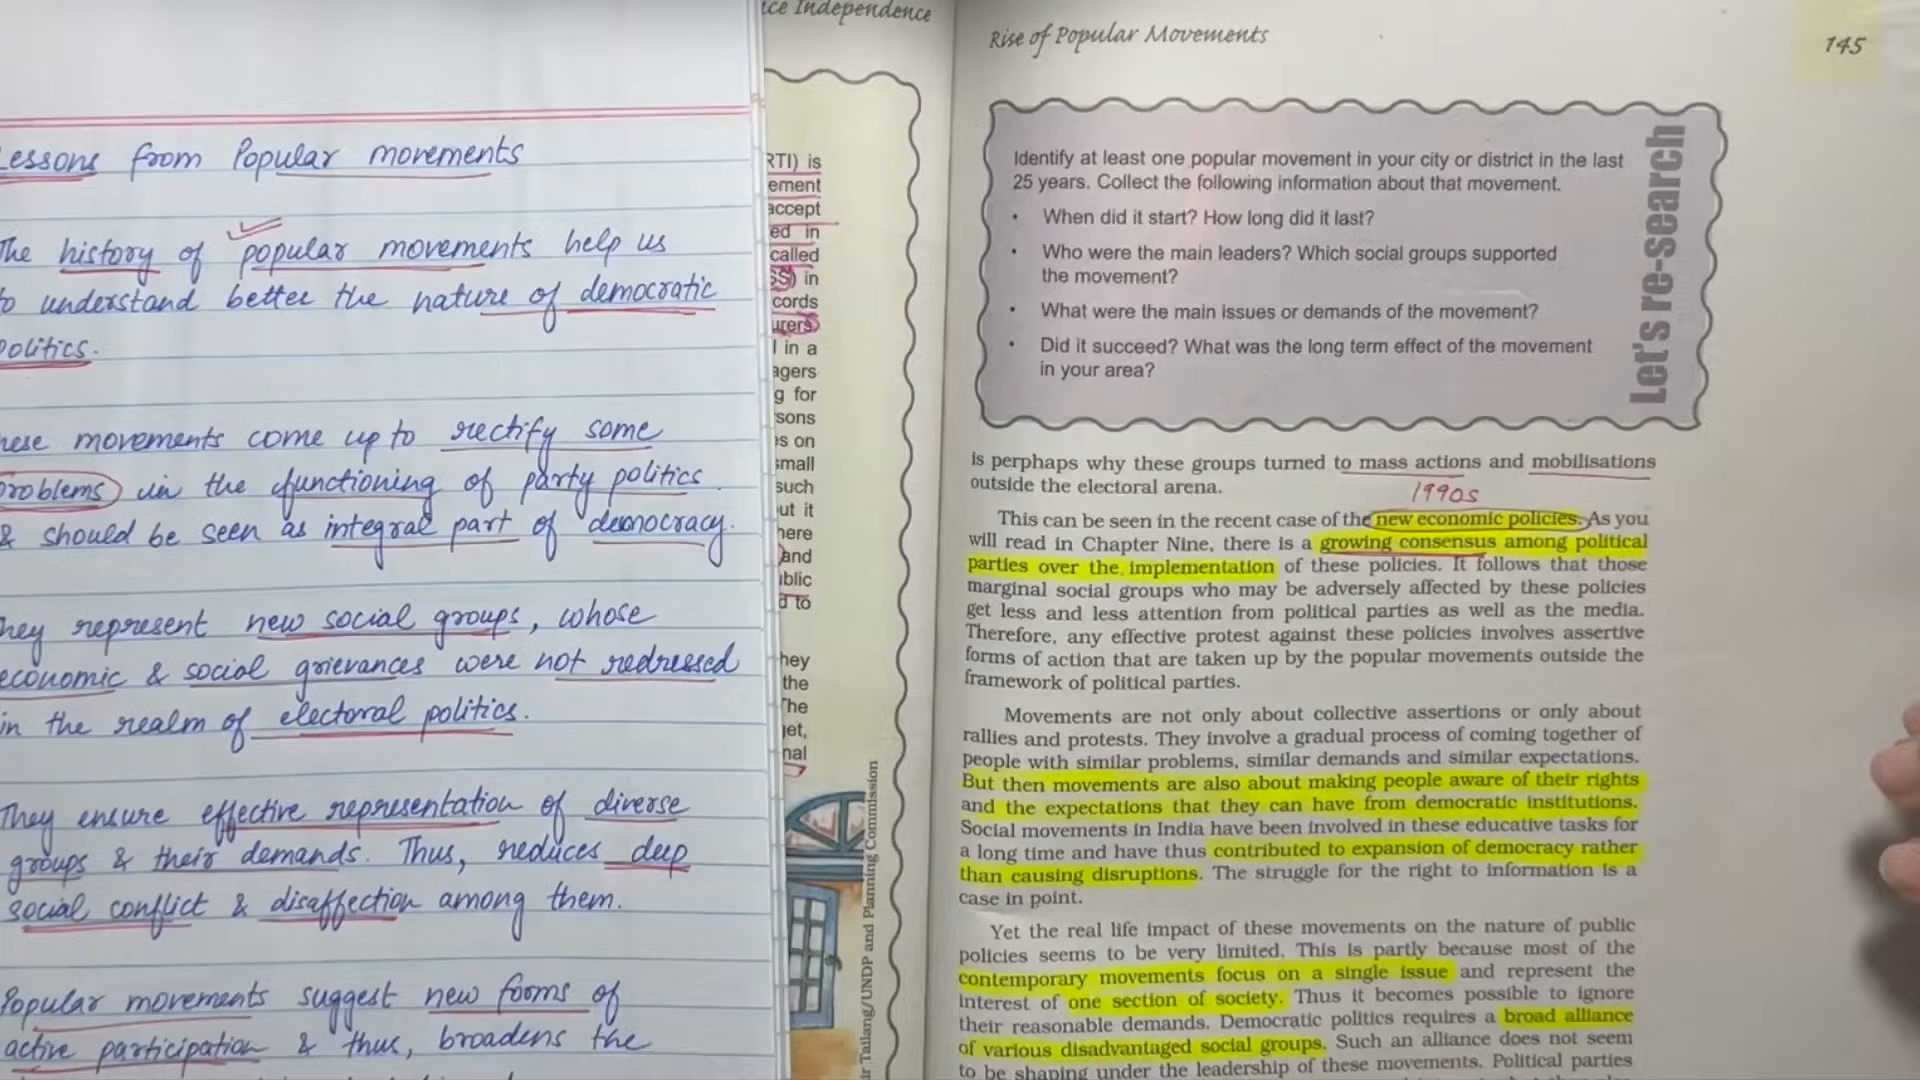 Lessons from Popular movements
The history of popular movements help us
to understand better the nature of democratic
politics.
These movements come up to rectify some
problems in the functioning of party politics
& should be seen as integral part of democracy.
They represent new social groups, whose
economic & social grievances were not redressed
in the realm of electoral politics.
They ensure effective representation of diverse
groups & their demands. Thus, reduces deep
social conflict & disaffection among them.
Popular movements suggest new forms of
active participation & thus, broadens the
ce Independence
RTI) is
ement
accept
ed in
called
SS) in
cords
urers
l in a
agers
g for
sons
s on
small
such
ut it
here
and
blic
d to
hey
the
The
jet,
nal
Tailang/UNDP and Planning Commission
Rise of Popular Movements
145
Let's re-search
Identify at least one popular movement in your city or district in the last
25 years. Collect the following information about that movement.
• When did it start? How long did it last?
• Who were the main leaders? Which social groups supported
the movement?
• What were the main issues or demands of the movement?
• Did it succeed? What was the long term effect of the movement
in your area?
is perhaps why these groups turned to mass actions and mobilisations
outside the electoral arena.
1990s
This can be seen in the recent case of the new economic policies. As you
will read in Chapter Nine, there is a growing consensus among political
parties over the implementation of these policies. It follows that those
marginal social groups who may be adversely affected by these policies
get less and less attention from political parties as well as the media.
Therefore, any effective protest against these policies involves assertive
forms of action that are taken up by the popular movements outside the
framework of political parties.
Movements are not only about collective assertions or only about
rallies and protests. They involve a gradual process of coming together of
people with similar problems, similar demands and similar expectations.
But then movements are also about making people aware of their rights
and the expectations that they can have from democratic institutions.
Social movements in India have been involved in these educative tasks for
a long time and have thus contributed to expansion of democracy rather
than causing disruptions. The struggle for the right to information is a
case in point.
Yet the real life impact of these movements on the nature of public
policies seems to be very limited. This is partly because most of the
contemporary movements focus on a single issue and represent the
interest of one section of society. Thus it becomes possible to ignore
their reasonable demands. Democratic politics requires a broad alliance
of various disadvantaged social groups. Such an alliance does not seem
to be shaping under the leadership of these movements. Political parties